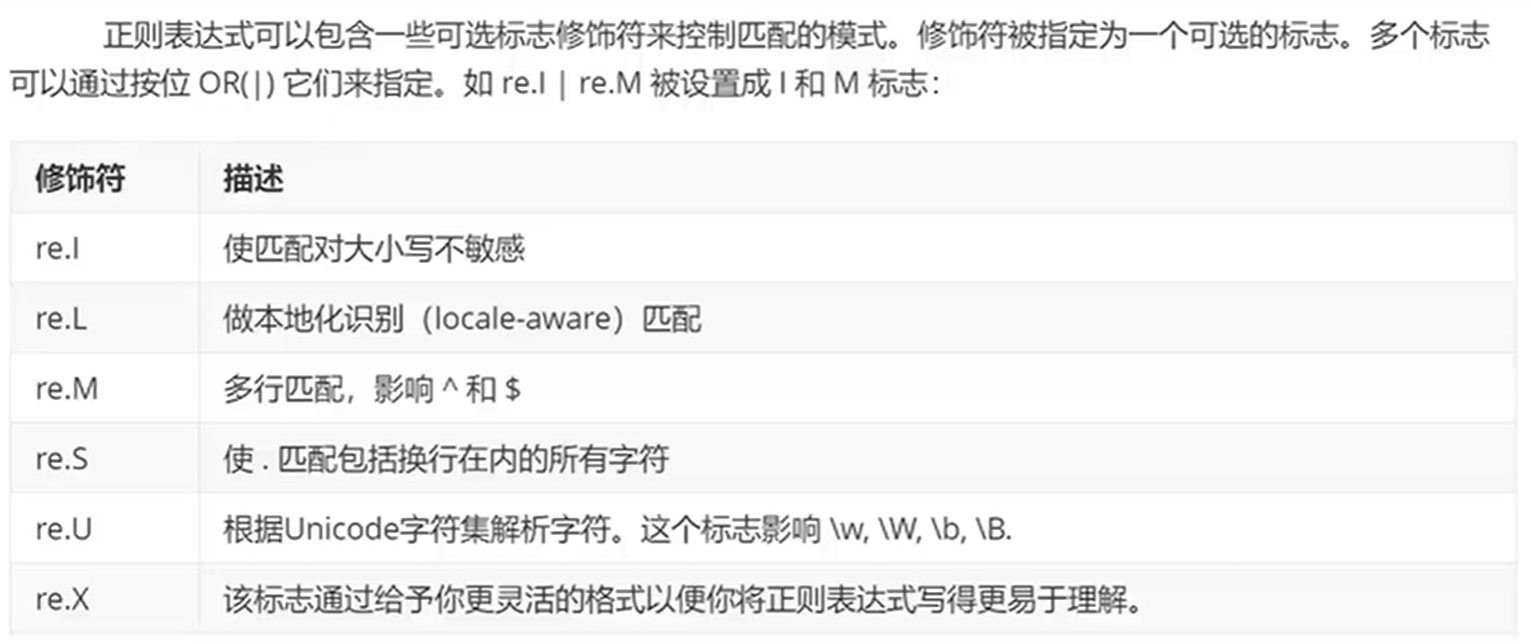 正则表达式可以包含一些可选标志修饰符来控制匹配的模式。修饰符被指定为一个可选的标志。多个标志
可以通过按位 OR(|) 它们来指定。如 re.I | re.M 被设置成 I 和 M 标志：
修饰符 描述
re.I 使匹配对大小写不敏感
re.L 做本地化识别（locale-aware）匹配
re.M 多行匹配，影响 ^ 和 $
re.S 使 . 匹配包括换行在内的所有字符
re.U 根据Unicode字符集解析字符。这个标志影响 \w, \W, \b, \B.
re.X 该标志通过给予你更灵活的格式以便你将正则表达式写得更易于理解。